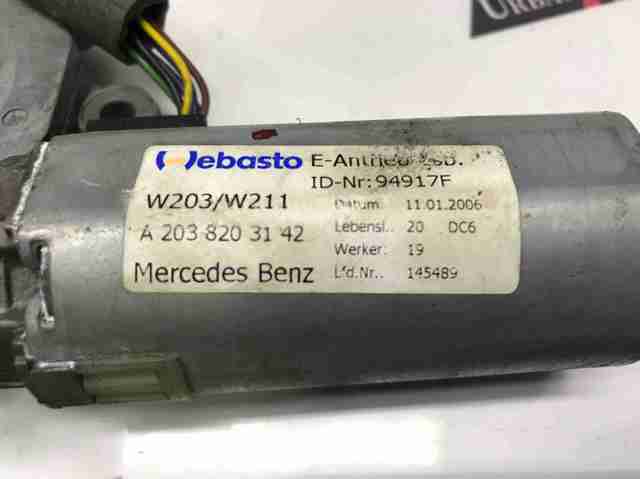 Webasto E-Antrieb
ID-Nr: 94917F
W203/W211
A 203 820 31 42
Mercedes Benz
Datum: 11.01.2006
Lebensl.: 20 DC6
Werker: 19
Lfd.Nr.: 145489